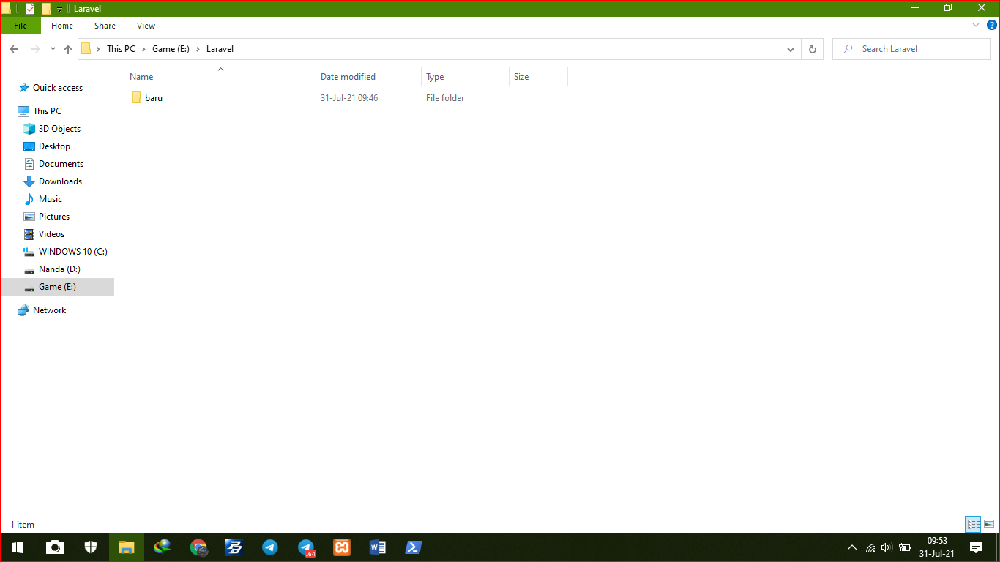 Laravel
File Home Share View
This PC Game (E:) Laravel Search Laravel
Name Date modified Type Size
baru 31-Jul-21 09:46 File folder
Quick access
This PC
3D Objects
Desktop
Documents
Downloads
Music
Pictures
Videos
WINDOWS 10 (C:)
Nanda (D:)
Game (E:)
Network
1 item
64
09:53
31-Jul-21